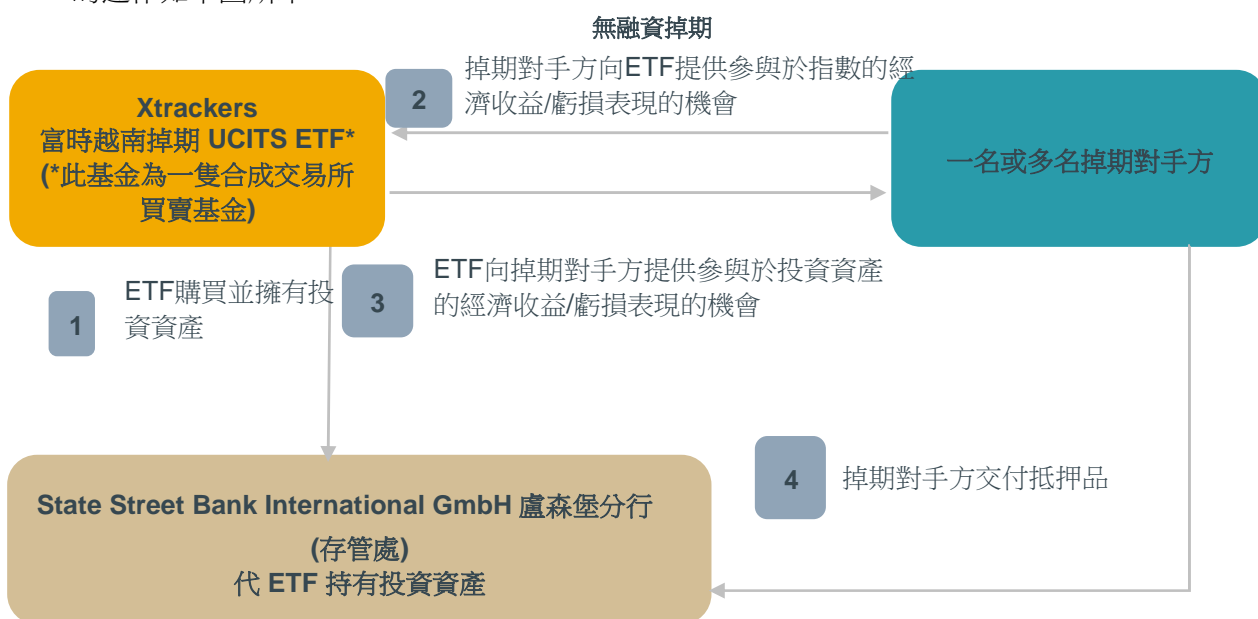 無融資掉期
2
掉期對手方向ETF提供參與於指數的經
濟收益/虧損表現的機會
Xtrackers
富時越南掉期 UCITS ETF*
(*此基金為一隻合成交易所
買賣基金)
一名或多名掉期對手方
1
ETF購買並擁有投
資資產
3
ETF向掉期對手方提供參與於投資資產
的經濟收益/虧損表現的機會
4
掉期對手方交付抵押品
State Street Bank International GmbH 盧森堡分行
(存管處)
代 ETF 持有投資資產